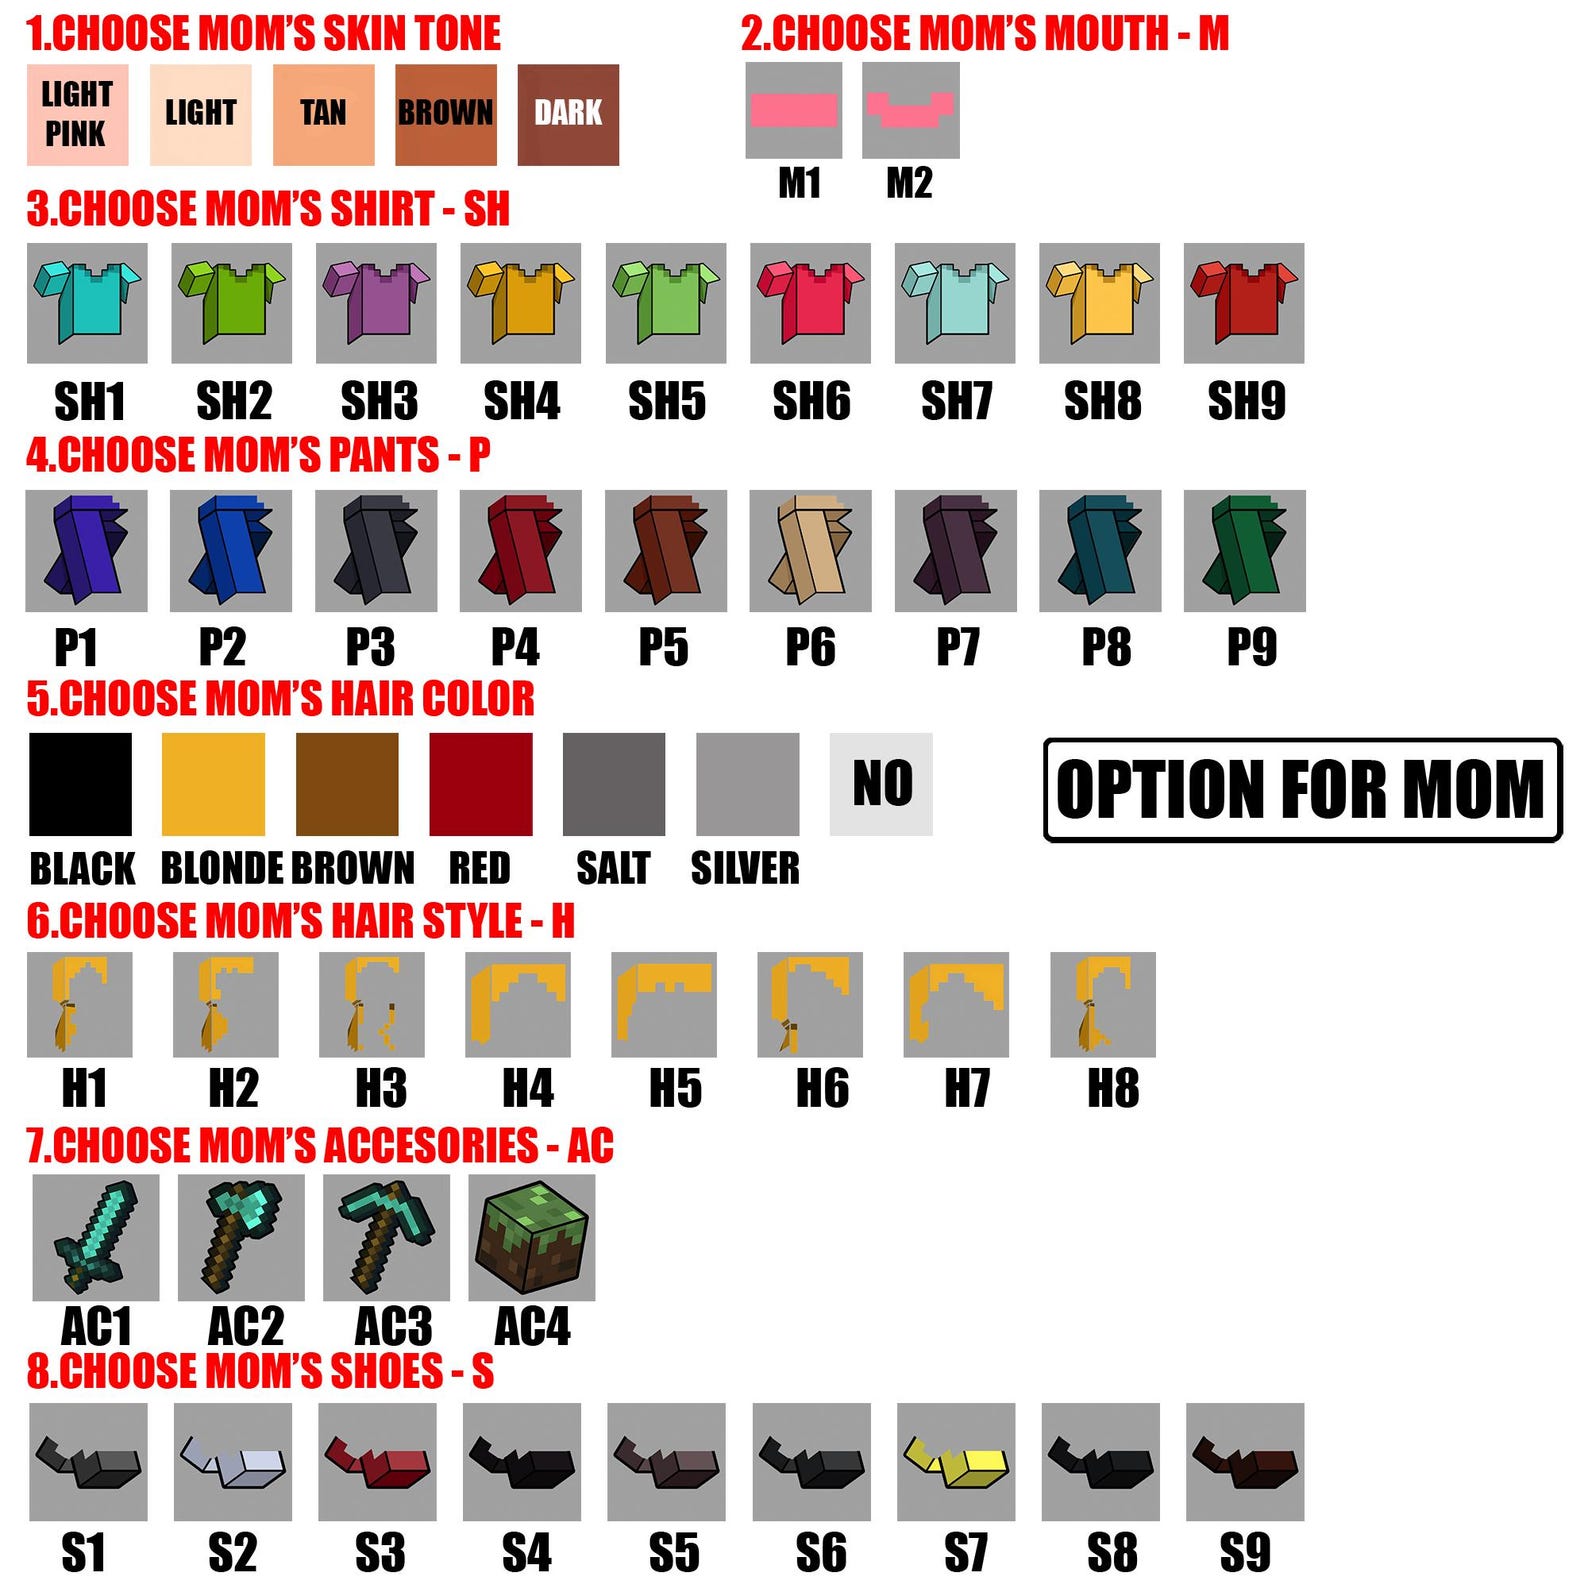 1.CHOOSE MOM'S SKIN TONE
2.CHOOSE MOM'S MOUTH - M
LIGHT
PINK
LIGHT
TAN
BROWN
DARK
M1 M2
3.CHOOSE MOM'S SHIRT - SH
SH1 SH2 SH3 SH4 SH5 SH6 SH7 SH8 SH9
4.CHOOSE MOM'S PANTS - P
P1 P2 P3 P4 P5 P6 P7 P8 P9
5.CHOOSE MOM'S HAIR COLOR
NO
OPTION FOR MOM
BLACK BLONDE BROWN RED SALT SILVER
6.CHOOSE MOM'S HAIR STYLE - H
H1 H2 H3 H4 H5 H6 H7 H8
7.CHOOSE MOM'S ACCESORIES - AC
AC1 AC2 AC3 AC4
8.CHOOSE MOM'S SHOES - S
S1 S2 S3 S4 S5 S6 S7 S8 S9